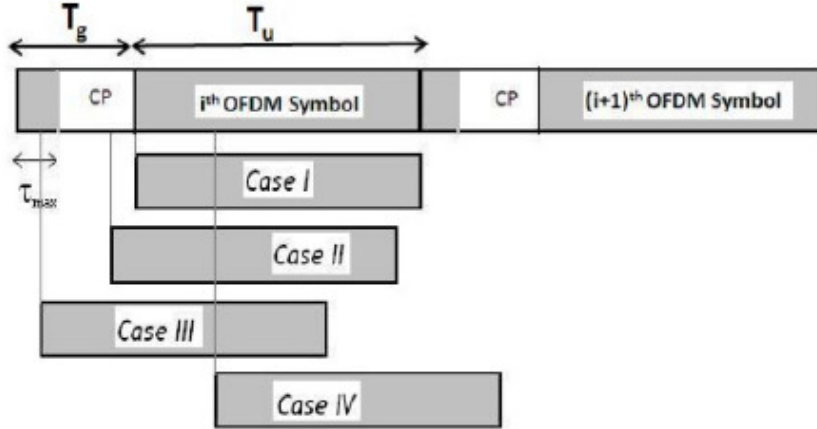 Tg Tu
CP ith OFDM Symbol CP (i+1)th OFDM Symbol
τmax
Case I
Case II
Case III
Case IV